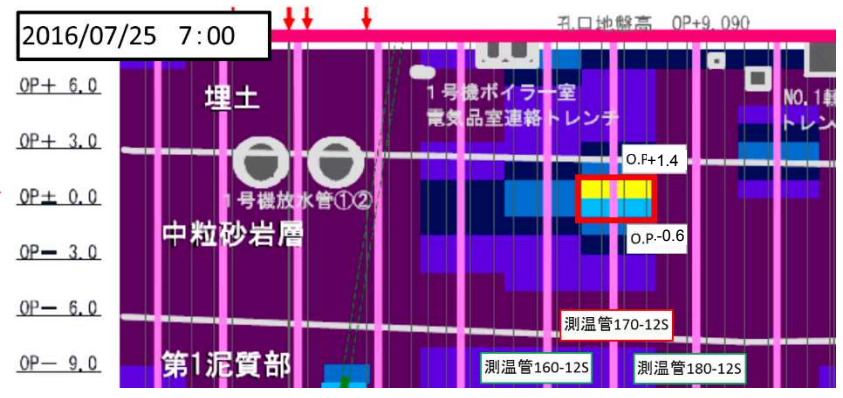 孔口地盤高 OP+9.090
2016/07/25 7:00
OP+ 6.0
埋土
1号機ボイラー室
電気品室連絡トレンチ
NO.1軽
トレン
OP+ 3.0
O.P+1.4
OP± 0.0
1号機放水管①②
中粒砂岩層
O.P.-0.6
OP− 3.0
OP− 6.0
測温管170-12S
OP− 9.0
第1泥質部
測温管160-12S
測温管180-12S